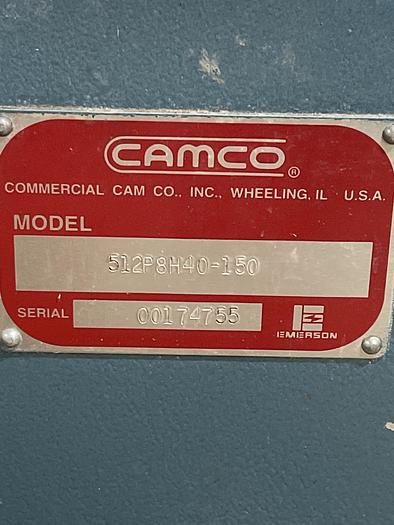 CAMCO®
COMMERCIAL CAM CO., INC., WHEELING, IL U.S.A.
MODEL
512P8H40-150
SERIAL 00174755
EMERSON